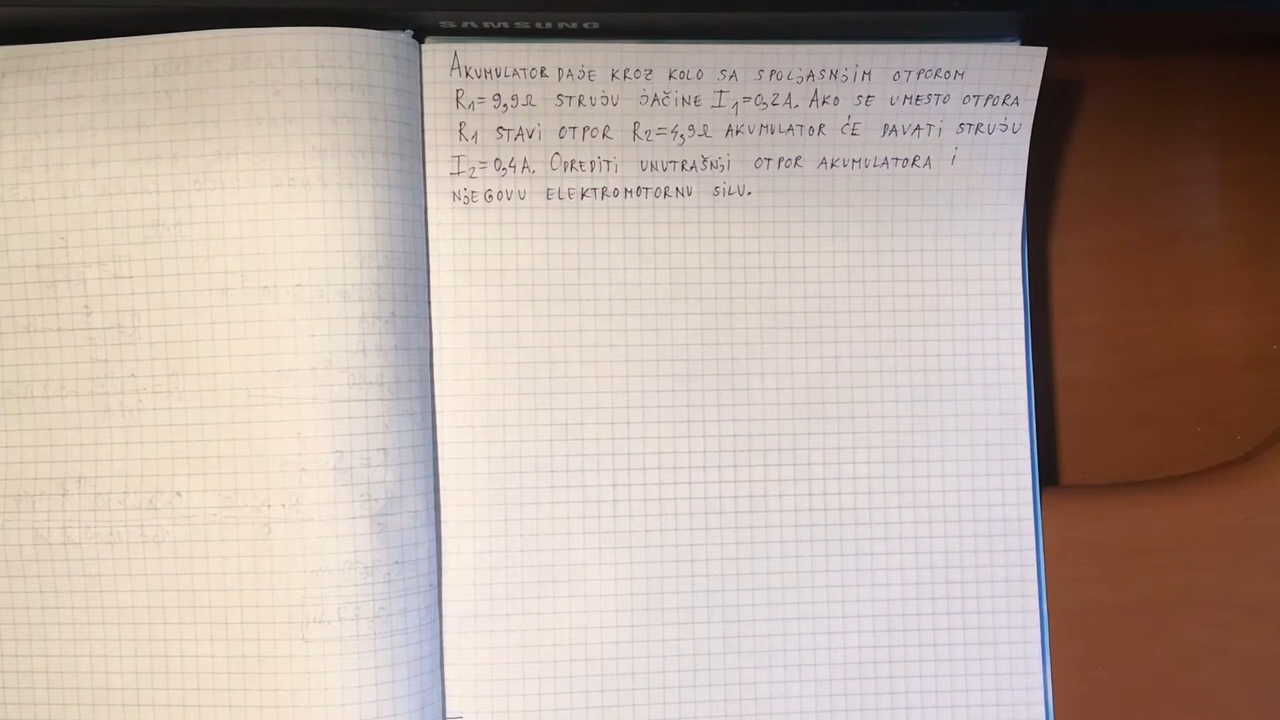 SAMSUNG
AKUMULATOR DAJE KROZ KOLO SA SPOLJASNJIM OTPOROM
R₁=9,9Ω STRUJU JAČINE I₁=0,2A. AKO SE UMESTO OTPORA
R₁ STAVI OTPOR R₂=4,9Ω AKUMULATOR ĆE DAVATI STRUJU
I₂=0,4A. ODREDITI UNUTRAŠNJI OTPOR AKUMULATORA I
NJEGOVU ELEKTROMOTORNU SILU.